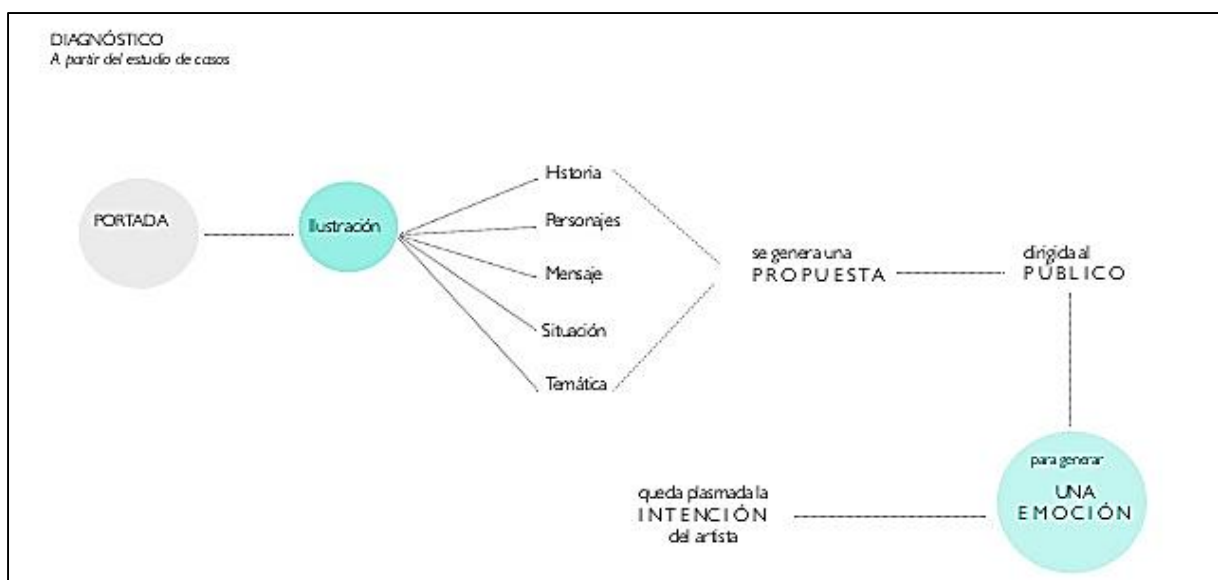 DIAGNÓSTICO
A partir del estudio de casos
PORTADA
Ilustración
Historia
Personajes
Mensaje
Situación
Temática
se genera una
PROPUESTA
dirigida al
PÚBLICO
para generar
UNA
EMOCIÓN
queda plasmada la
INTENCIÓN
del artista